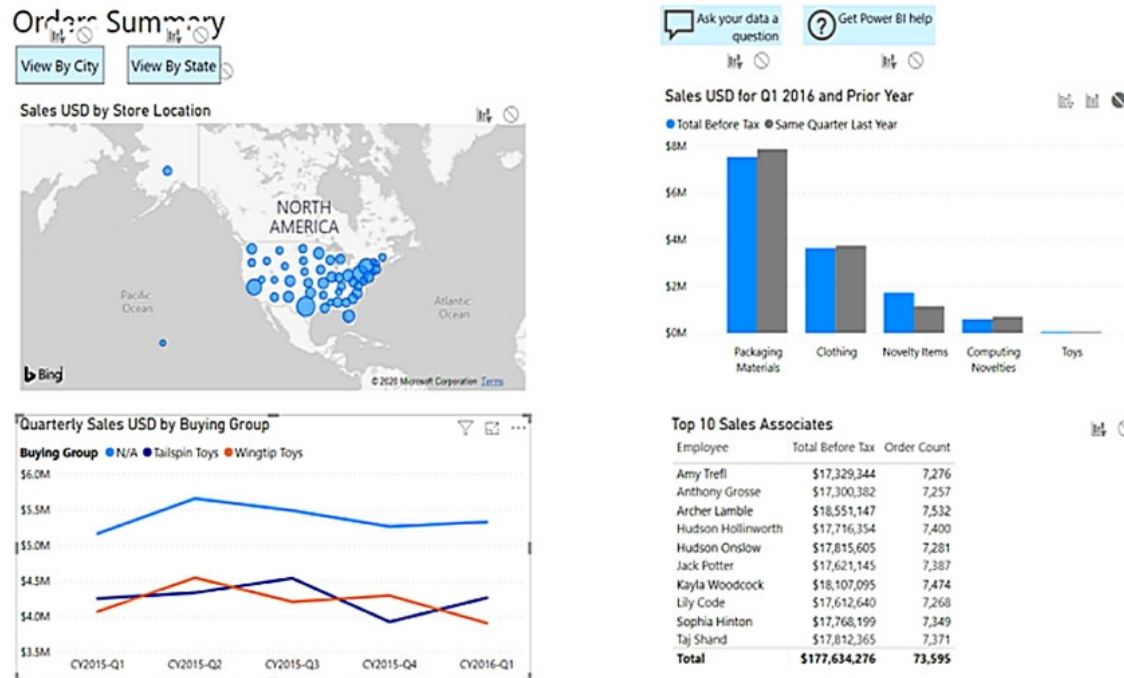 Orders Summary
View By City
View By State
Ask your data a
question
Get Power BI help
Sales USD by Store Location
NORTH
AMERICA
Pacific
Ocean
Atlantic
Ocean
Bing
© 2020 Microsoft Corporation Terms
Sales USD for Q1 2016 and Prior Year
Total Before Tax Same Quarter Last Year
$8M
$6M
$4M
$2M
$0M
Packaging
Materials
Clothing
Novelty Items
Computing
Novelties
Toys
Quarterly Sales USD by Buying Group
Buying Group N/A Tailspin Toys Wingtip Toys
$6.0M
$5.5M
$5.0M
$4.5M
$4.0M
$3.5M
CY2015-Q1 CY2015-Q2 CY2015-Q3 CY2015-Q4 CY2016-Q1
Top 10 Sales Associates
Employee Total Before Tax Order Count
Amy Trefl $17,329,344 7,276
Anthony Grosse $17,300,382 7,257
Archer Lamble $18,551,147 7,532
Hudson Hollinworth $17,716,354 7,400
Hudson Onslow $17,815,605 7,281
Jack Potter $17,621,145 7,387
Kayla Woodcock $18,107,095 7,474
Lily Code $17,612,640 7,268
Sophia Hinton $17,768,199 7,349
Taj Shand $17,812,365 7,371
Total $177,634,276 73,595